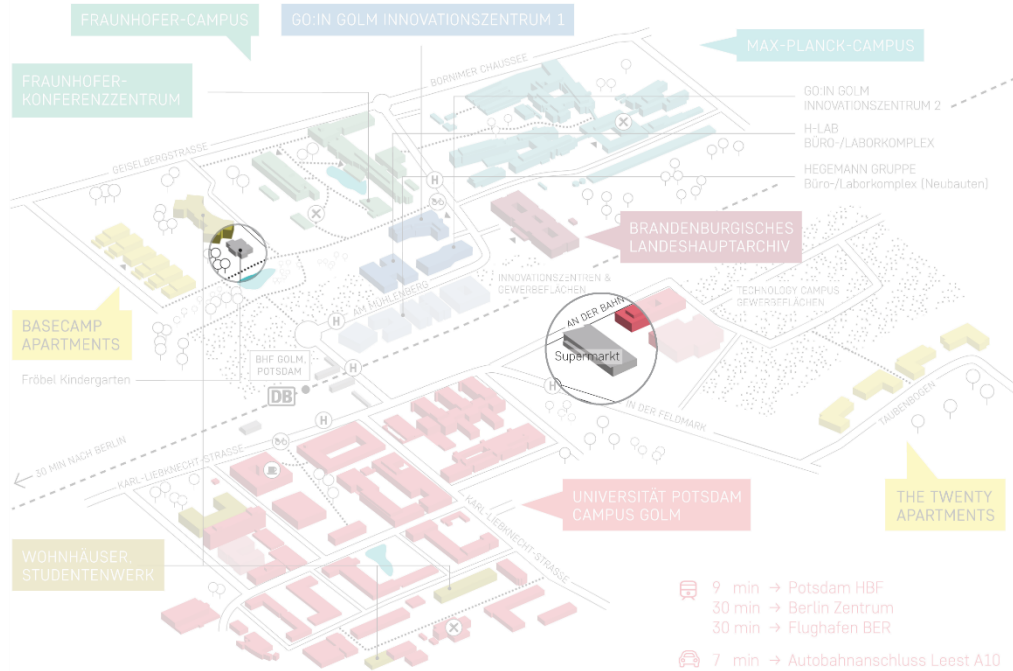 FRAUNHOFER-CAMPUS
GO:IN GOLM INNOVATIONSZENTRUM 1
MAX-PLANCK-CAMPUS
FRAUNHOFER-
KONFERENZZENTRUM
BORNIMER CHAUSSEE
GO:IN GOLM
INNOVATIONSZENTRUM 2
H-LAB
BÜRO-/LABORKOMPLEX
HEGEMANN GRUPPE
Büro-/Laborkomplex (Neubauten)
GEISELBERGSTRASSE
H
BRANDENBURGISCHES
LANDESHAUPTARCHIV
INNOVATIONSZENTREN &
GEWERBEFLÄCHEN
TECHNOLOGY CAMPUS
GEWERBEFLÄCHEN
AM MÜHLENBERG
H
AN DER BAHN
Supermarkt
BASECAMP
APARTMENTS
Fröbel Kindergarten
BHF GOLM,
POTSDAM
H
DB
H
H
IN DER FELDMARK
TAUBENBOGEN
30 MIN NACH BERLIN
KARL-LIEBKNECHT-STRASSE
KARL-LIEBKNECHT-STRASSE
UNIVERSITÄT POTSDAM
CAMPUS GOLM
THE TWENTY
APARTMENTS
WOHNHÄUSER,
STUDENTENWERK
9 min → Potsdam HBF
30 min → Berlin Zentrum
30 min → Flughafen BER
7 min → Autobahnanschluss Leest A10